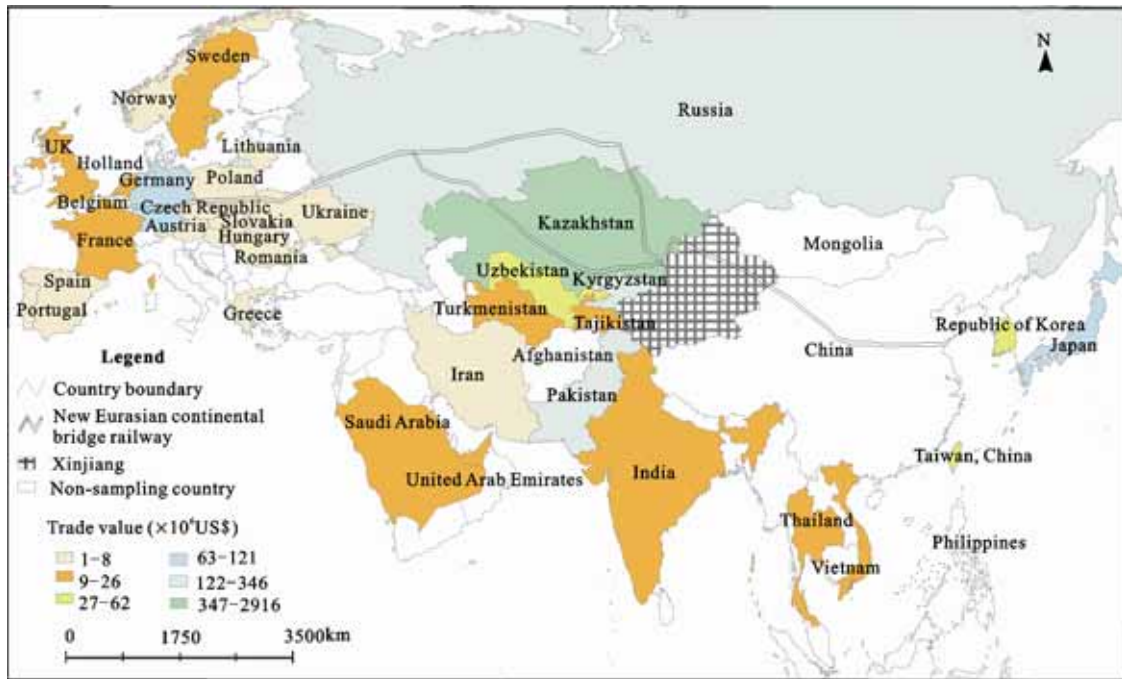 N
Sweden
Norway
Russia
Lithuania
UK
Holland
Poland
Germany
Belgium
Czech Republic
Ukraine
Austria
Slovakia
France
Hungary
Romania
Kazakhstan
Mongolia
Spain
Uzbekistan
Kyrgyzstan
Portugal
Greece
Turkmenistan
Tajikistan
Republic of Korea
Japan
China
Afghanistan
Iran
Pakistan
Saudi Arabia
United Arab Emirates
India
Taiwan, China
Thailand
Vietnam
Philippines
Legend
Country boundary
New Eurasian continental
bridge railway
Xinjiang
Non-sampling country
Trade value (×10⁶US$)
1-8
9-26
27-62
63-121
122-346
347-2916
0 1750 3500km